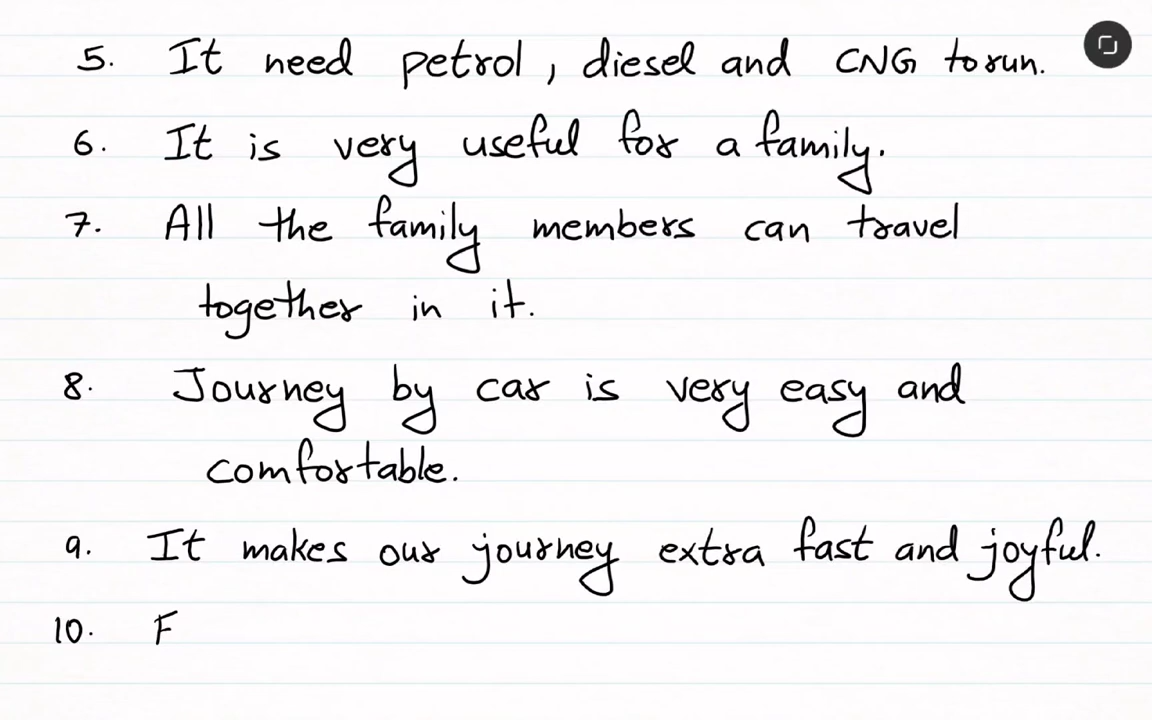 5. It need petrol, diesel and CNG to run.
6. It is very useful for a family.
7. All the family members can travel
together in it.
8. Journey by car is very easy and
comfortable.
9. It makes our journey extra fast and joyful.
10. F